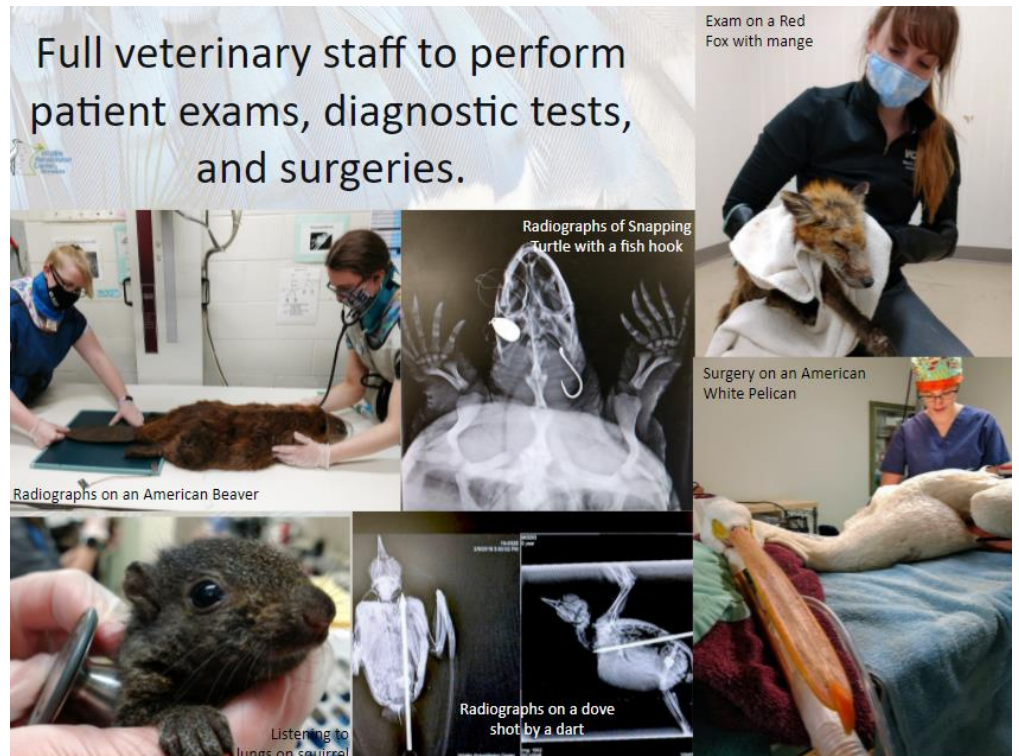 Full veterinary staff to perform
patient exams, diagnostic tests,
and surgeries.
Exam on a Red
Fox with mange
Radiographs of Snapping
Turtle with a fish hook
Surgery on an American
White Pelican
Radiographs on an American Beaver
Listening to
lungs on squirrel
Radiographs on a dove
shot by a dart